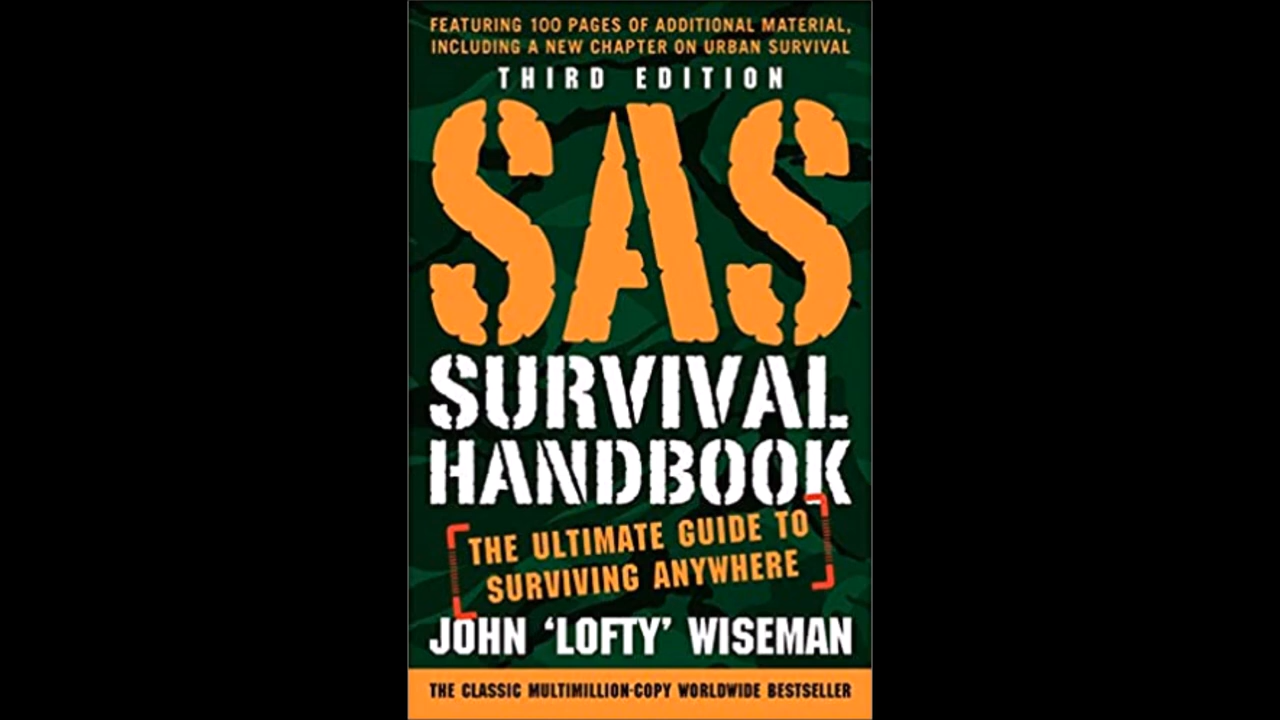 FEATURING 100 PAGES OF ADDITIONAL MATERIAL,
INCLUDING A NEW CHAPTER ON URBAN SURVIVAL
THIRD EDITION
SAS
SURVIVAL
HANDBOOK
THE ULTIMATE GUIDE TO
SURVIVING ANYWHERE
JOHN ‘LOFTY’ WISEMAN
THE CLASSIC MULTIMILLION-COPY WORLDWIDE BESTSELLER